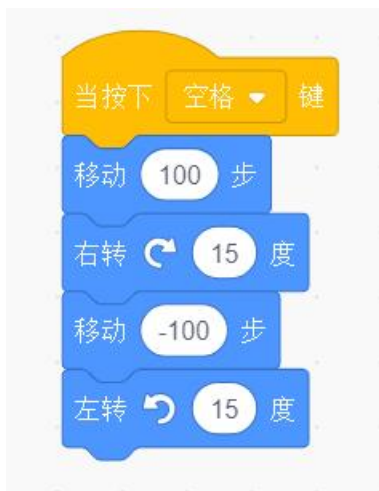 当按下 空格 键
移动 100 步
右转 15 度
移动 -100 步
左转 15 度